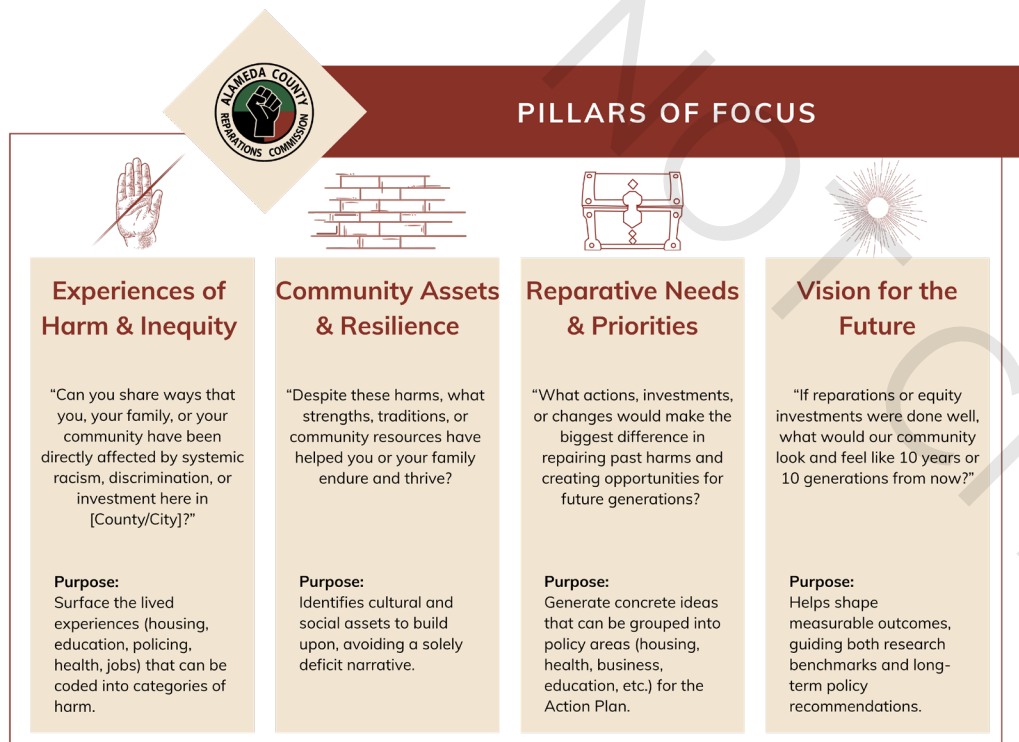 ALAMEDA COUNTY
REPARATIONS COMMISSION
PILLARS OF FOCUS
Experiences of
Harm & Inequity
“Can you share ways that
you, your family, or your
community have been
directly affected by systemic
racism, discrimination, or
investment here in
[County/City]?”
Purpose:
Surface the lived
experiences (housing,
education, policing,
health, jobs) that can be
coded into categories of
harm.
Community Assets
& Resilience
“Despite these harms, what
strengths, traditions, or
community resources have
helped you or your family
endure and thrive?
Purpose:
Identifies cultural and
social assets to build
upon, avoiding a solely
deficit narrative.
Reparative Needs
& Priorities
“What actions, investments,
or changes would make the
biggest difference in
repairing past harms and
creating opportunities for
future generations?
Purpose:
Generate concrete ideas
that can be grouped into
policy areas (housing,
health, business,
education, etc.) for the
Action Plan.
Vision for the
Future
“If reparations or equity
investments were done well,
what would our community
look and feel like 10 years or
10 generations from now?”
Purpose:
Helps shape
measurable outcomes,
guiding both research
benchmarks and long-
term policy
recommendations.
NOT